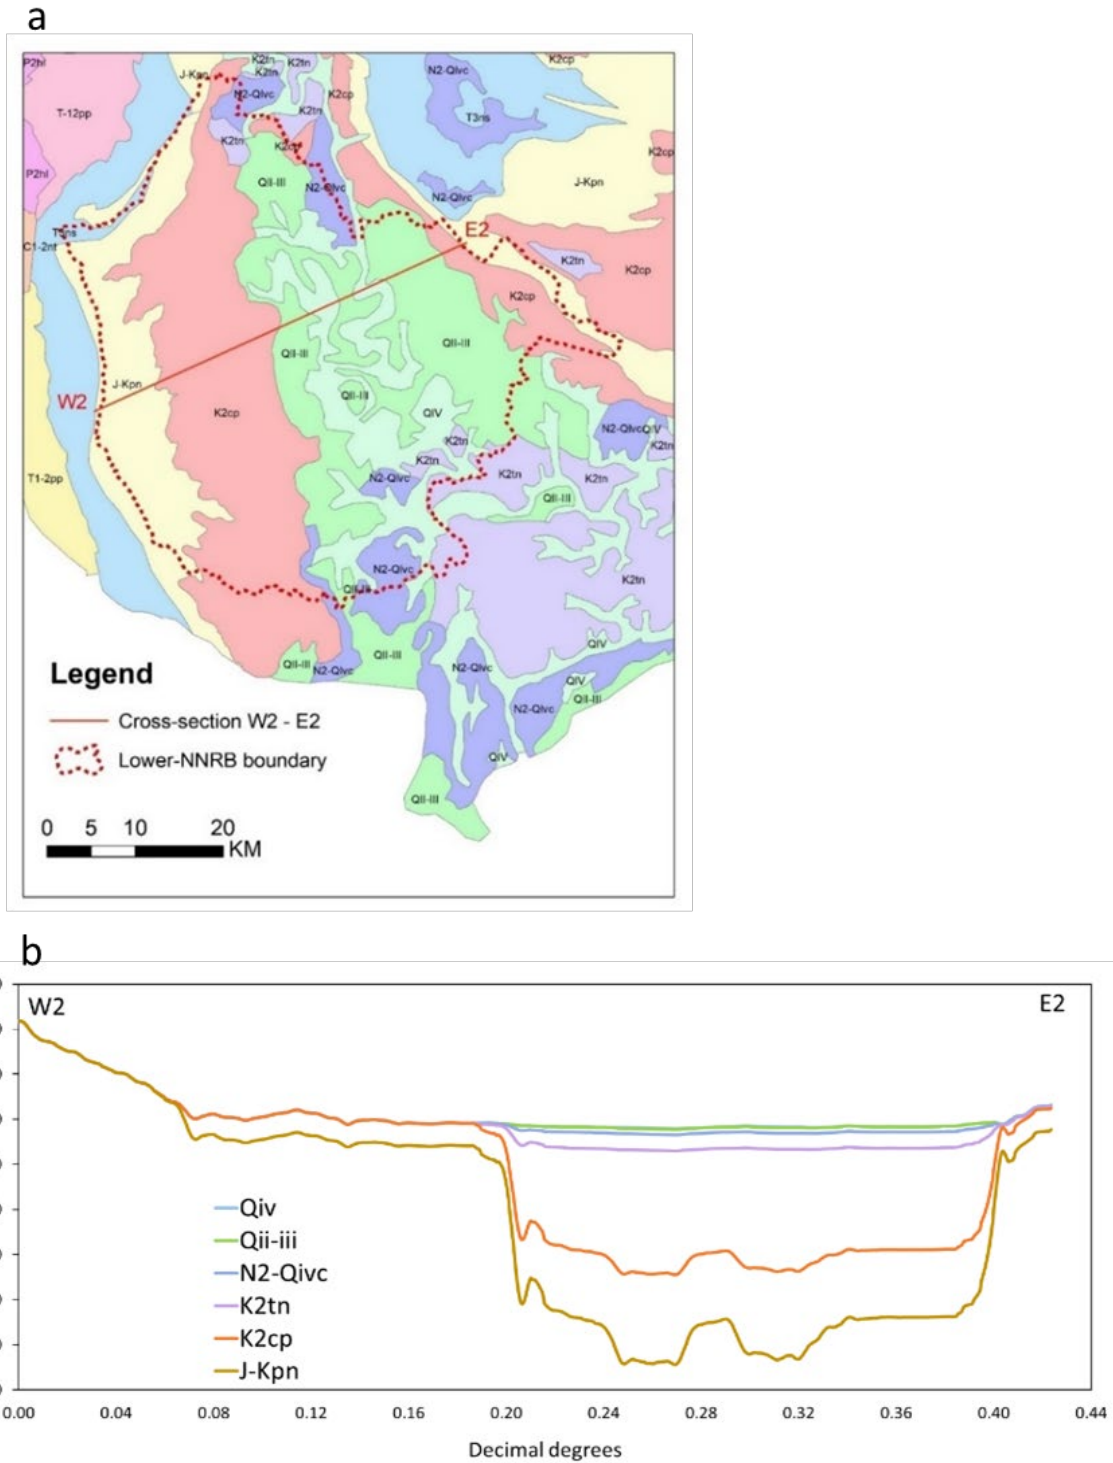 a
P2hl
J-Kpn
K2tn
K2tn
K2tn
N2-QIvc
K2cp
T-12pp
N2-QIvc
K2cp
K2tn
T3ns
K2tn
K2cp
K2cp
P2hl
QII-III
N2-QIvc
J-Kpn
N2-QIvc
T3ns
E2
C1-2nt
K2tn
K2cp
K2cp
QII-III
QII-III
J-Kpn
W2
QII-III
K2cp
QIV
N2-QIvc
QIV
K2tn
K2tn
K2tn
T1-2pp
N2-QIvc
K2tn
K2tn
QII-III
N2-QIvc
K2tn
QII-III
QIV
QII-III
QII-III
N2-QIvc
N2-QIvc
QIV
N2-QIvc
QII-III
QIV
QII-III
Legend
Cross-section W2 - E2
Lower-NNRB boundary
0 5 10 20
KM
b
W2
E2
Qiv
Qii-iii
N2-Qivc
K2tn
K2cp
J-Kpn
0.00 0.04 0.08 0.12 0.16 0.20 0.24 0.28 0.32 0.36 0.40 0.44
Decimal degrees